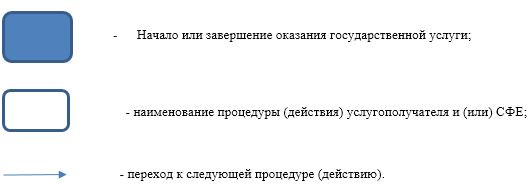 - Начало или завершение оказания государственной услуги;
- наименование процедуры (действия) услугополучателя и (или) СФЕ;
- переход к следующей процедуре (действию).